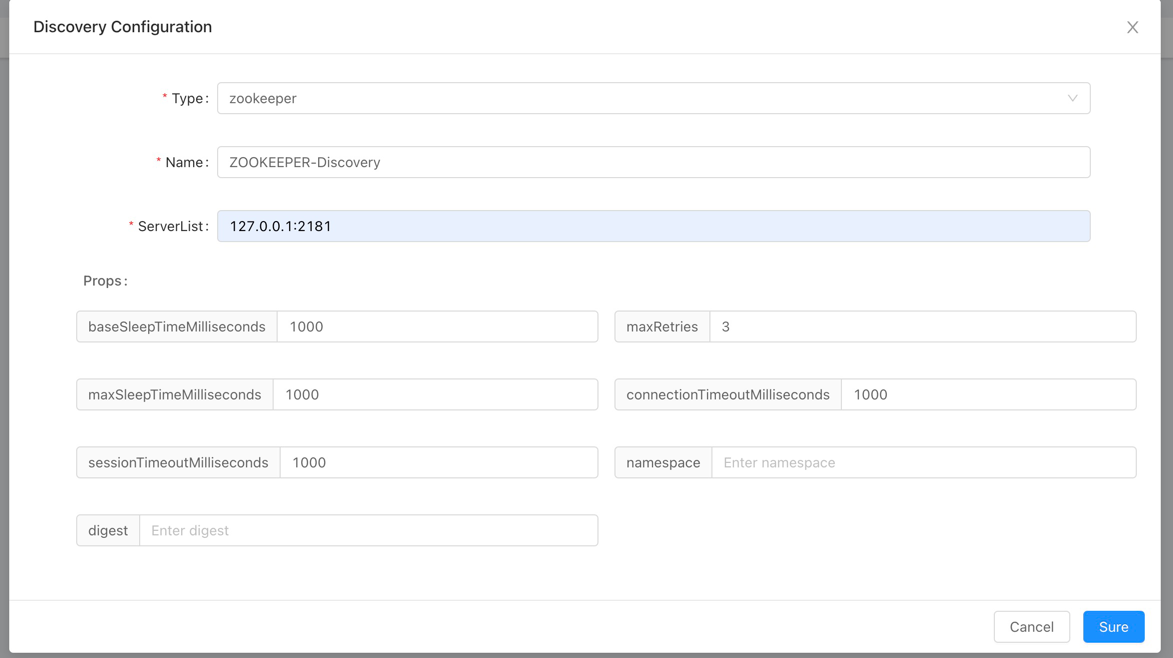 Discovery Configuration
* Type: zookeeper
* Name: ZOOKEEPER-Discovery
* ServerList: 127.0.0.1:2181
Props:
baseSleepTimeMilliseconds 1000 maxRetries 3
maxSleepTimeMilliseconds 1000 connectionTimeoutMilliseconds 1000
sessionTimeoutMilliseconds 1000 namespace Enter namespace
digest Enter digest
Cancel Sure